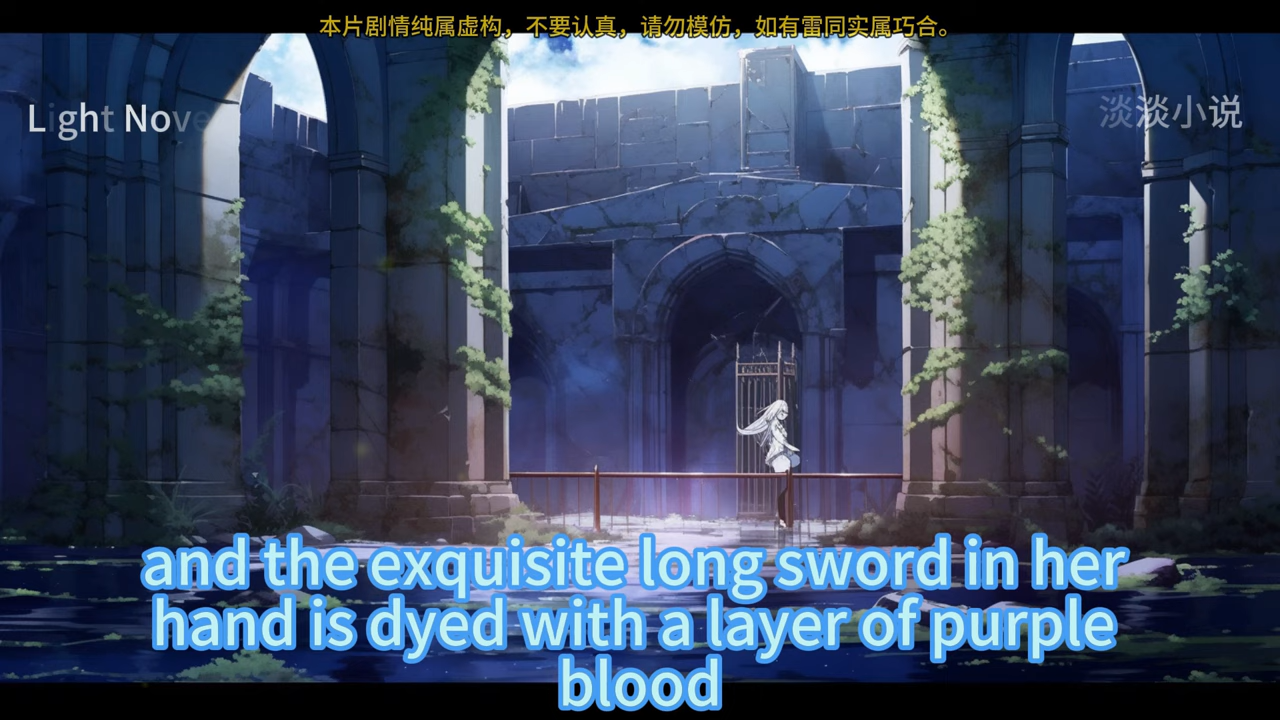 本片剧情纯属虚构，不要认真，请勿模仿，如有雷同实属巧合。
Light Nove
淡淡小说
and the exquisite long sword in her
hand is dyed with a layer of purple
blood